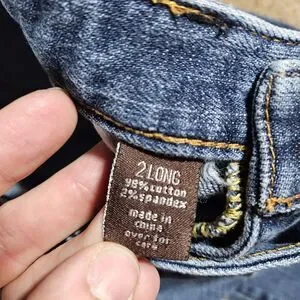 2LONG
98% cotton
2% spandex
made in
china
over for
care